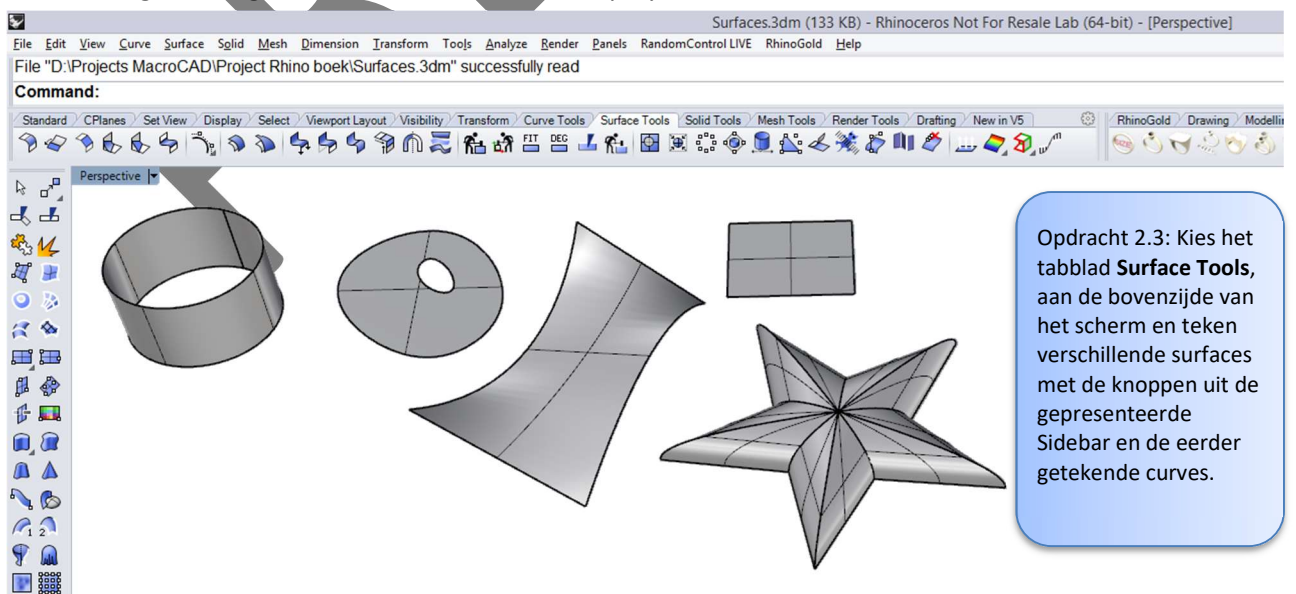 Surfaces.3dm (133 KB) - Rhinoceros Not For Resale Lab (64-bit) - [Perspective]
File Edit View Curve Surface Solid Mesh Dimension Transform Tools Analyze Render Panels RandomControl LIVE RhinoGold Help
File "D:\Projects MacroCAD\Project Rhino boek\Surfaces.3dm" successfully read
Command:
Standard CPlanes Set View Display Select Viewport Layout Visibility Transform Curve Tools Surface Tools Solid Tools Mesh Tools Render Tools Drafting New in V5 RhinoGold Drawing
FIT DEG
Perspective
Opdracht 2.3: Kies het
tabblad Surface Tools,
aan de bovenzijde van
het scherm en teken
verschillende surfaces
met de knoppen uit de
gepresenteerde
Sidebar en de eerder
getekende curves.
1 2